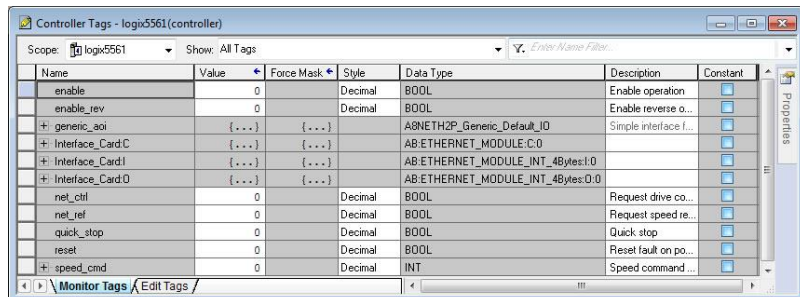 Controller Tags - logix5561(controller)
Scope: logix5561 Show: All Tags Enter Name Filter...
Name Value Force Mask Style Data Type Description Constant
enable 0 Decimal BOOL Enable operation
enable_rev 0 Decimal BOOL Enable reverse o...
+ generic_aoi {...} {...} A8NETH2P_Generic_Default_IO Simple interface f...
+ Interface_Card:C {...} {...} AB:ETHERNET_MODULE:C:0
+ Interface_Card:I {...} {...} AB:ETHERNET_MODULE_INT_4Bytes:I:0
+ Interface_Card:O {...} {...} AB:ETHERNET_MODULE_INT_4Bytes:O:0
net_ctrl 0 Decimal BOOL Request drive co...
net_ref 0 Decimal BOOL Request speed re...
quick_stop 0 Decimal BOOL Quick stop
reset 0 Decimal BOOL Reset fault on po...
+ speed_cmd 0 Decimal INT Speed command ...
Monitor Tags Edit Tags
Properties